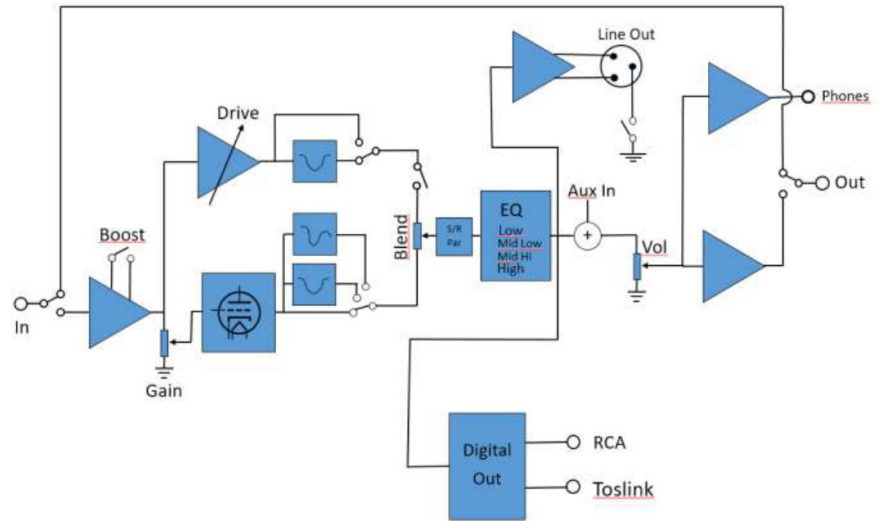 Line Out
Phones
Drive
Aux In
Out
Boost
Blend
S/R
Par
EQ
Low
Mid Low
Mid Hi
High
Vol
In
Gain
Digital
Out
RCA
Toslink